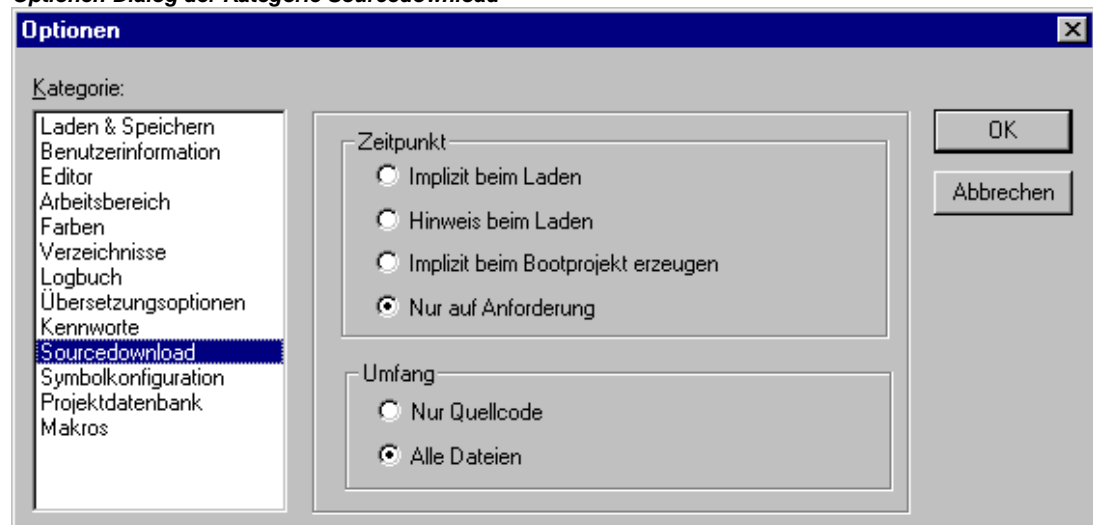 Optionen Dialog der Kategorie Sourcedownload
Optionen
Kategorie:
Laden & Speichern
Benutzerinformation
Editor
Arbeitsbereich
Farben
Verzeichnisse
Logbuch
Übersetzungsoptionen
Kennworte
Sourcedownload
Symbolkonfiguration
Projektdatenbank
Makros
Zeitpunkt
Implizit beim Laden
Hinweis beim Laden
Implizit beim Bootprojekt erzeugen
Nur auf Anforderung
Umfang
Nur Quellcode
Alle Dateien
OK
Abbrechen